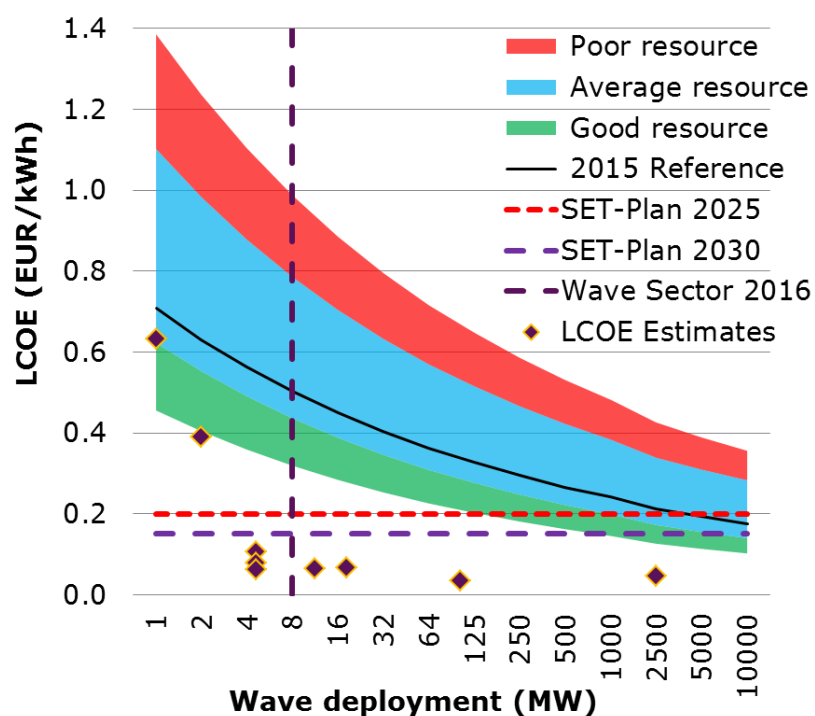 1.4
1.2
1.0
0.8
0.6
0.4
0.2
0.0
LCOE (EUR/kWh)
Poor resource
Average resource
Good resource
2015 Reference
SET-Plan 2025
SET-Plan 2030
Wave Sector 2016
LCOE Estimates
1 2 4 8 16 32 64 125 250 500 1000 2500 5000 10000
Wave deployment (MW)